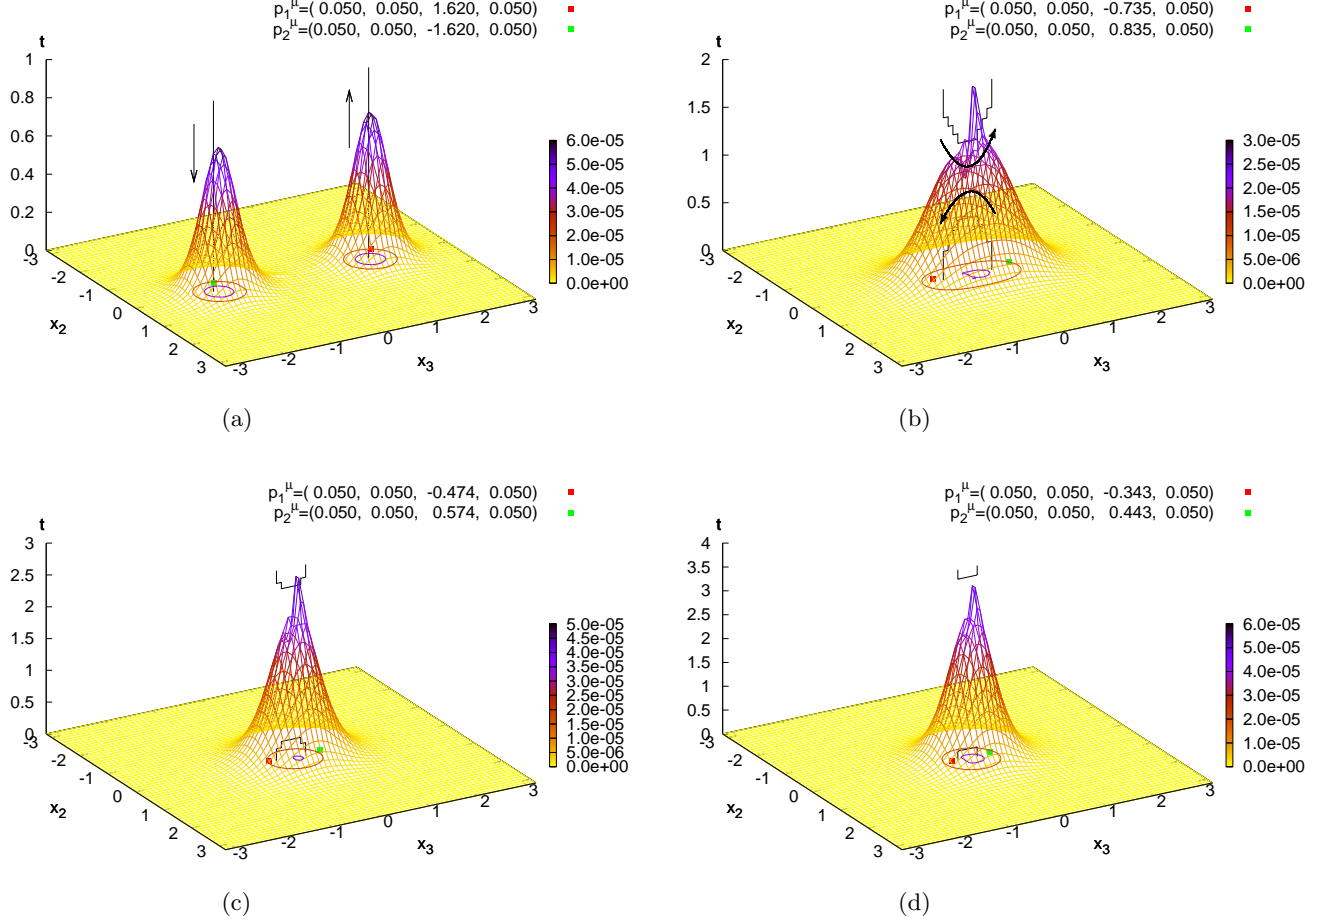 p1μ=( 0.050, 0.050, 1.620, 0.050)
p2μ=(0.050, 0.050, -1.620, 0.050)
t
1
0.8
0.6
0.4
0.2
0
-3
-2
-1
0
1
2
3
x2
-3
-2
-1
0
1
2
3
x3
6.0e-05
5.0e-05
4.0e-05
3.0e-05
2.0e-05
1.0e-05
0.0e+00
(a)
p1μ=( 0.050, 0.050, -0.735, 0.050)
p2μ=(0.050, 0.050, 0.835, 0.050)
t
2
1.5
1
0.5
0
-3
-2
-1
0
1
2
3
x2
-3
-2
-1
0
1
2
3
x3
3.0e-05
2.5e-05
2.0e-05
1.5e-05
1.0e-05
5.0e-06
0.0e+00
(b)
p1μ=( 0.050, 0.050, -0.474, 0.050)
p2μ=(0.050, 0.050, 0.574, 0.050)
t
3
2.5
2
1.5
1
0.5
0
-3
-2
-1
0
1
2
3
x2
-3
-2
-1
0
1
2
3
x3
5.0e-05
4.5e-05
4.0e-05
3.5e-05
3.0e-05
2.5e-05
2.0e-05
1.5e-05
1.0e-05
5.0e-06
0.0e+00
(c)
p1μ=( 0.050, 0.050, -0.343, 0.050)
p2μ=(0.050, 0.050, 0.443, 0.050)
t
4
3.5
3
2.5
2
1.5
1
0.5
0
-3
-2
-1
0
1
2
3
x2
-3
-2
-1
0
1
2
3
x3
6.0e-05
5.0e-05
4.0e-05
3.0e-05
2.0e-05
1.0e-05
0.0e+00
(d)